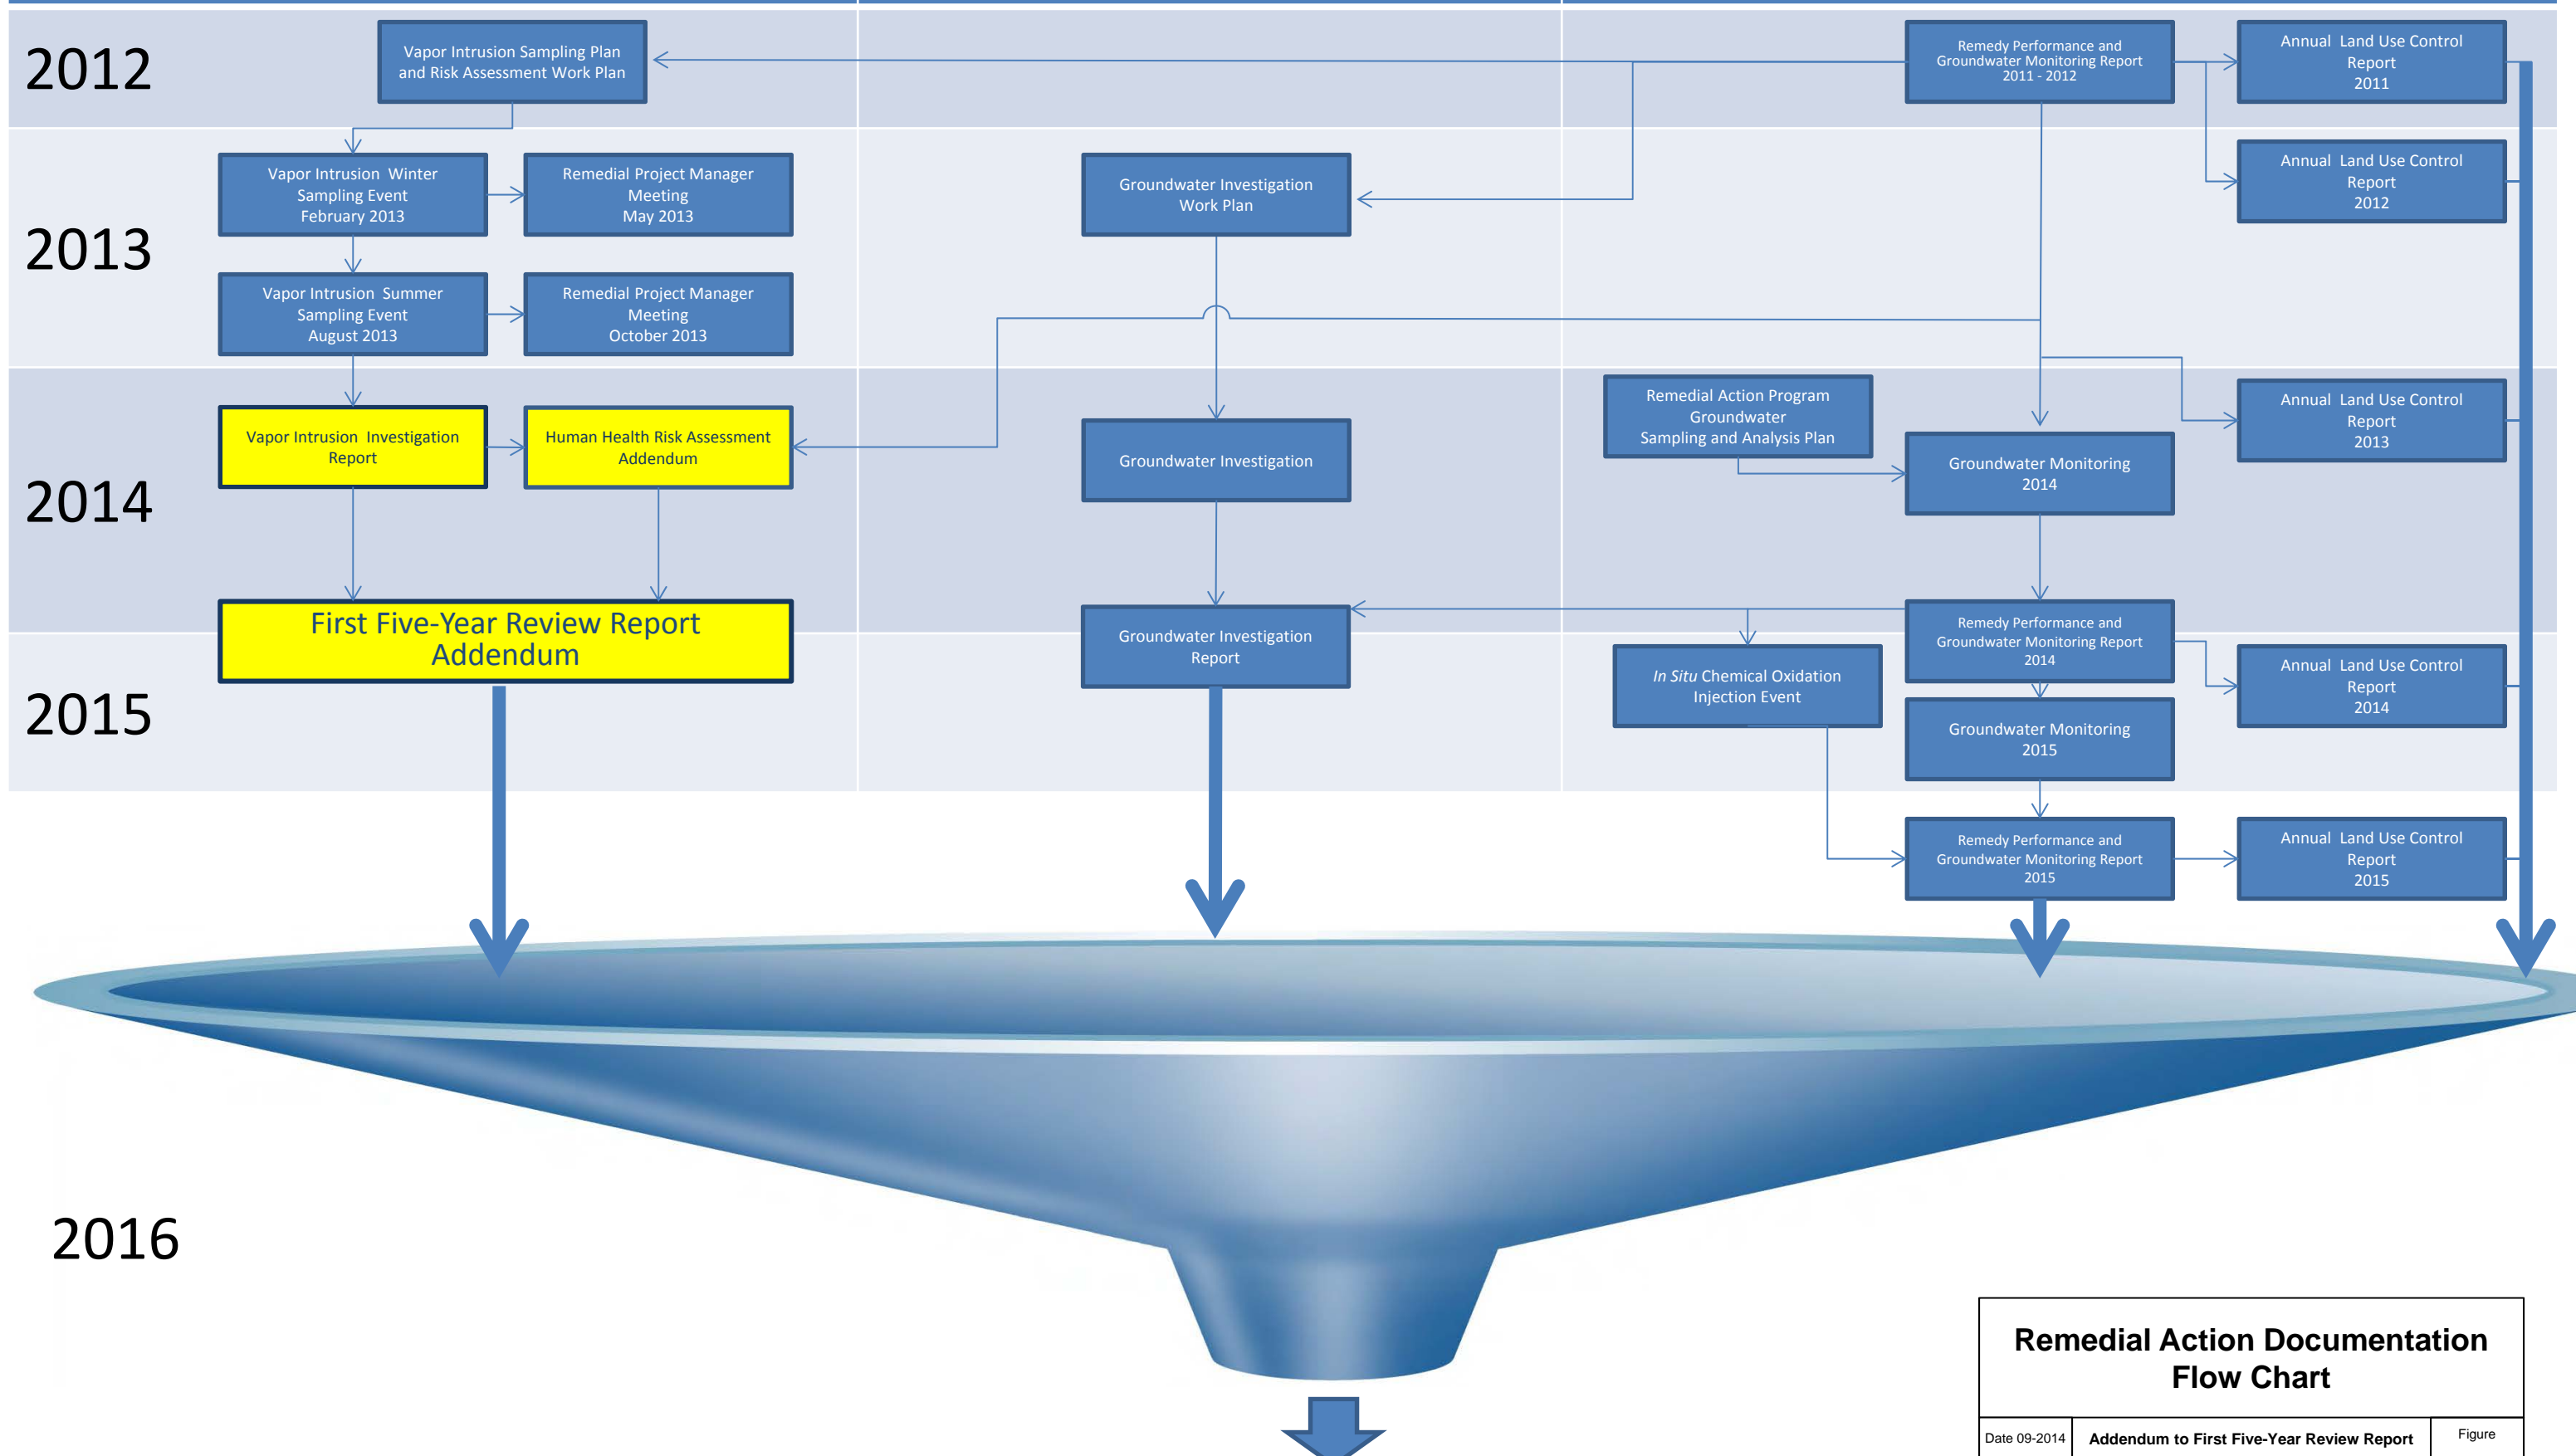 2012
Vapor Intrusion Sampling Plan
and Risk Assessment Work Plan
Remedy Performance and
Groundwater Monitoring Report
2011 - 2012
Annual Land Use Control
Report
2011
2013
Vapor Intrusion Winter
Sampling Event
February 2013
Remedial Project Manager
Meeting
May 2013
Groundwater Investigation
Work Plan
Annual Land Use Control
Report
2012
Vapor Intrusion Summer
Sampling Event
August 2013
Remedial Project Manager
Meeting
October 2013
2014
Vapor Intrusion Investigation
Report
Human Health Risk Assessment
Addendum
Groundwater Investigation
Remedial Action Program
Groundwater
Sampling and Analysis Plan
Groundwater Monitoring
2014
Annual Land Use Control
Report
2013
First Five-Year Review Report
Addendum
Groundwater Investigation
Report
Remedy Performance and
Groundwater Monitoring Report
2014
2015
In Situ Chemical Oxidation
Injection Event
Groundwater Monitoring
2015
Annual Land Use Control
Report
2014
Remedy Performance and
Groundwater Monitoring Report
2015
Annual Land Use Control
Report
2015
2016
Remedial Action Documentation
Flow Chart
Date 09-2014
Addendum to First Five-Year Review Report
Figure